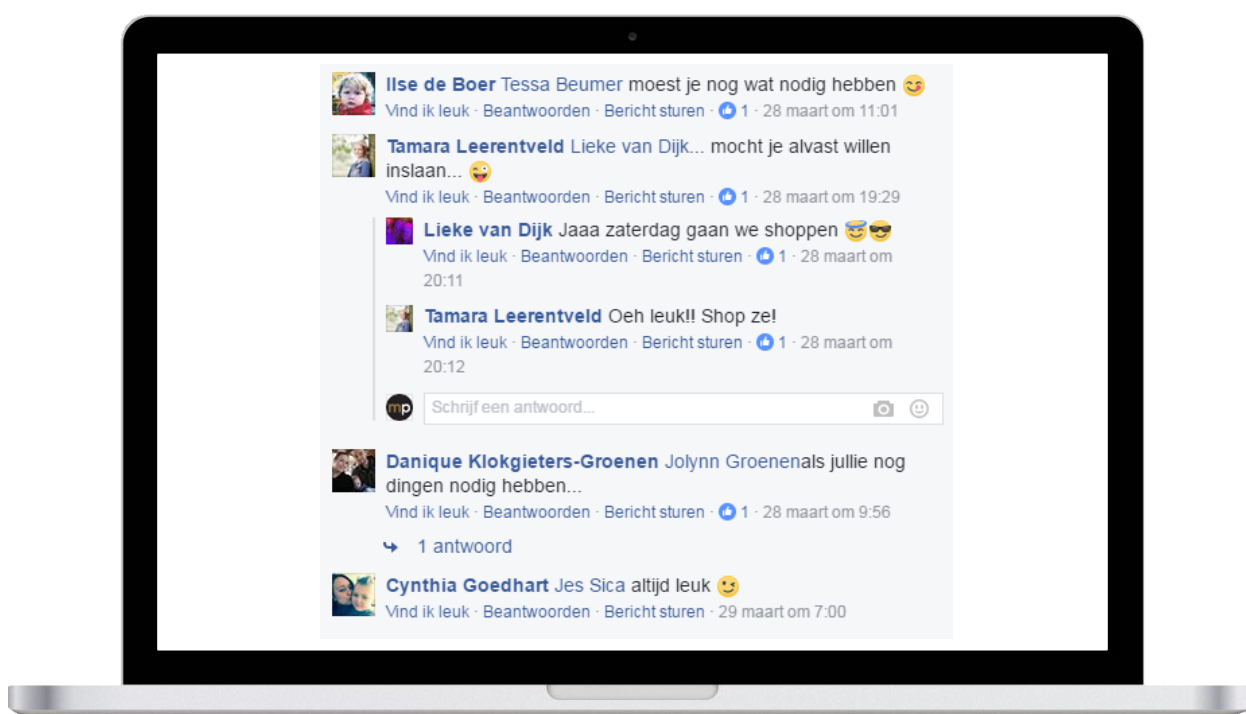 Ilse de Boer Tessa Beumer moest je nog wat nodig hebben 😋
Vind ik leuk · Beantwoorden · Bericht sturen · 1 · 28 maart om 11:01
Tamara Leerentveld Lieke van Dijk... mocht je alvast willen
inslaan... 😜
Vind ik leuk · Beantwoorden · Bericht sturen · 1 · 28 maart om 19:29
Lieke van Dijk Jaaa zaterdag gaan we shoppen 😇😎
Vind ik leuk · Beantwoorden · Bericht sturen · 1 · 28 maart om
20:11
Tamara Leerentveld Oeh leuk!! Shop ze!
Vind ik leuk · Beantwoorden · Bericht sturen · 1 · 28 maart om
20:12
mp
Schrijf een antwoord...
Danique Klokgieters-Groenen Jolynn Groenenals jullie nog
dingen nodig hebben...
Vind ik leuk · Beantwoorden · Bericht sturen · 1 · 28 maart om 9:56
1 antwoord
Cynthia Goedhart Jes Sica altijd leuk 😉
Vind ik leuk · Beantwoorden · Bericht sturen · 29 maart om 7:00